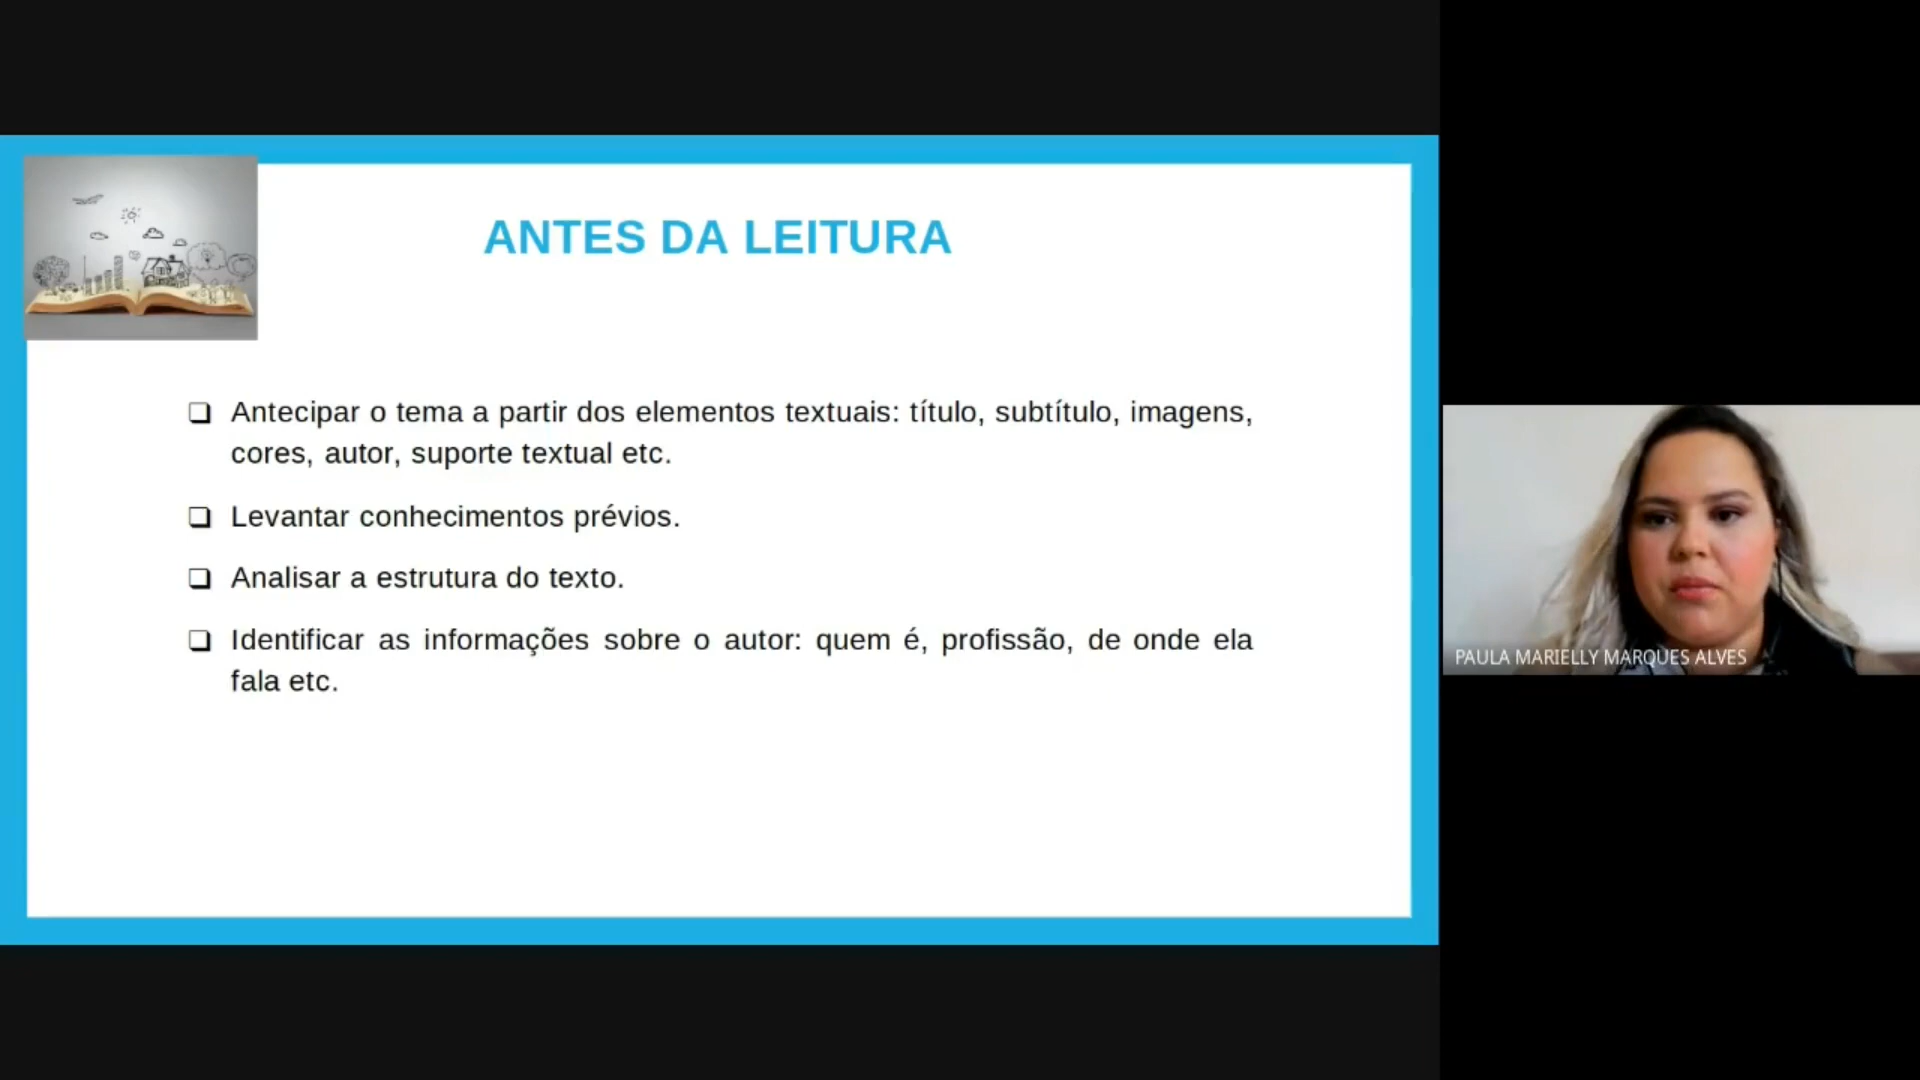 ANTES DA LEITURA
❑ Antecipar o tema a partir dos elementos textuais: título, subtítulo, imagens,
cores, autor, suporte textual etc.
❑ Levantar conhecimentos prévios.
❑ Analisar a estrutura do texto.
❑ Identificar as informações sobre o autor: quem é, profissão, de onde ela
fala etc.
PAULA MARIELLY MARQUES ALVES